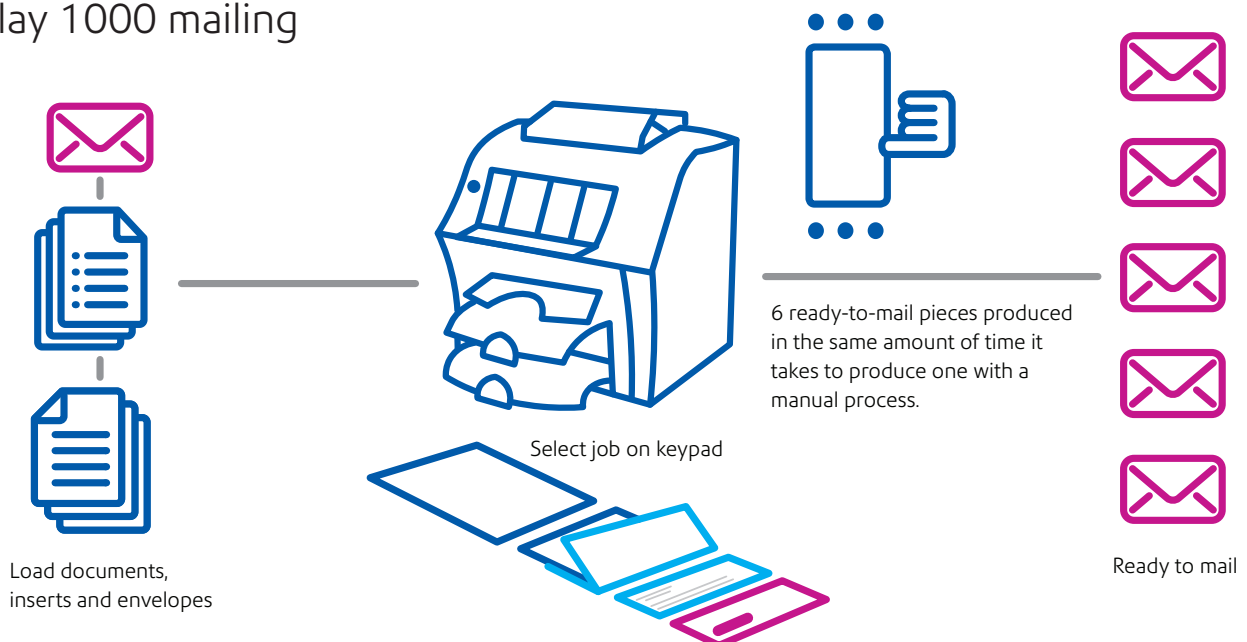 lay 1000 mailing
6 ready-to-mail pieces produced
in the same amount of time it
takes to produce one with a
manual process.
Select job on keypad
Load documents,
inserts and envelopes
Ready to mail